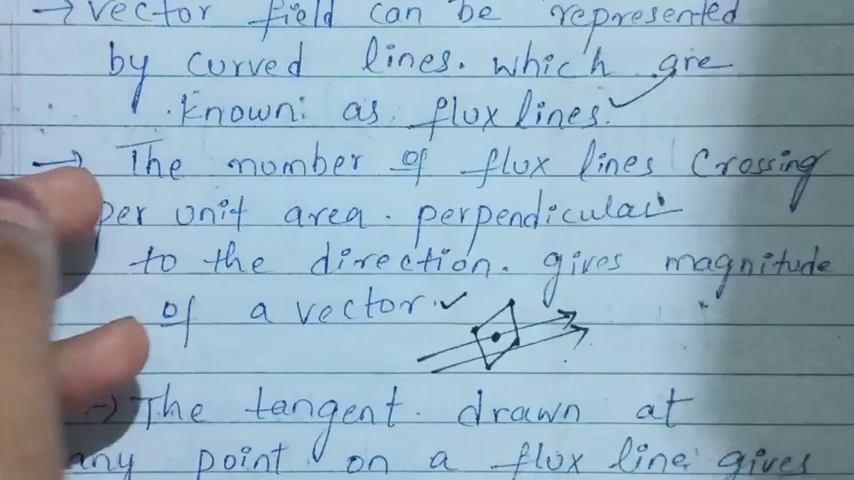 → vector field can be represented
by curved lines. which are
known as flux lines.
→ The number of flux lines crossing
per unit area. perpendicular
to the direction. gives magnitude
of a vector.
→ The tangent. drawn at
any point on a flux line gives